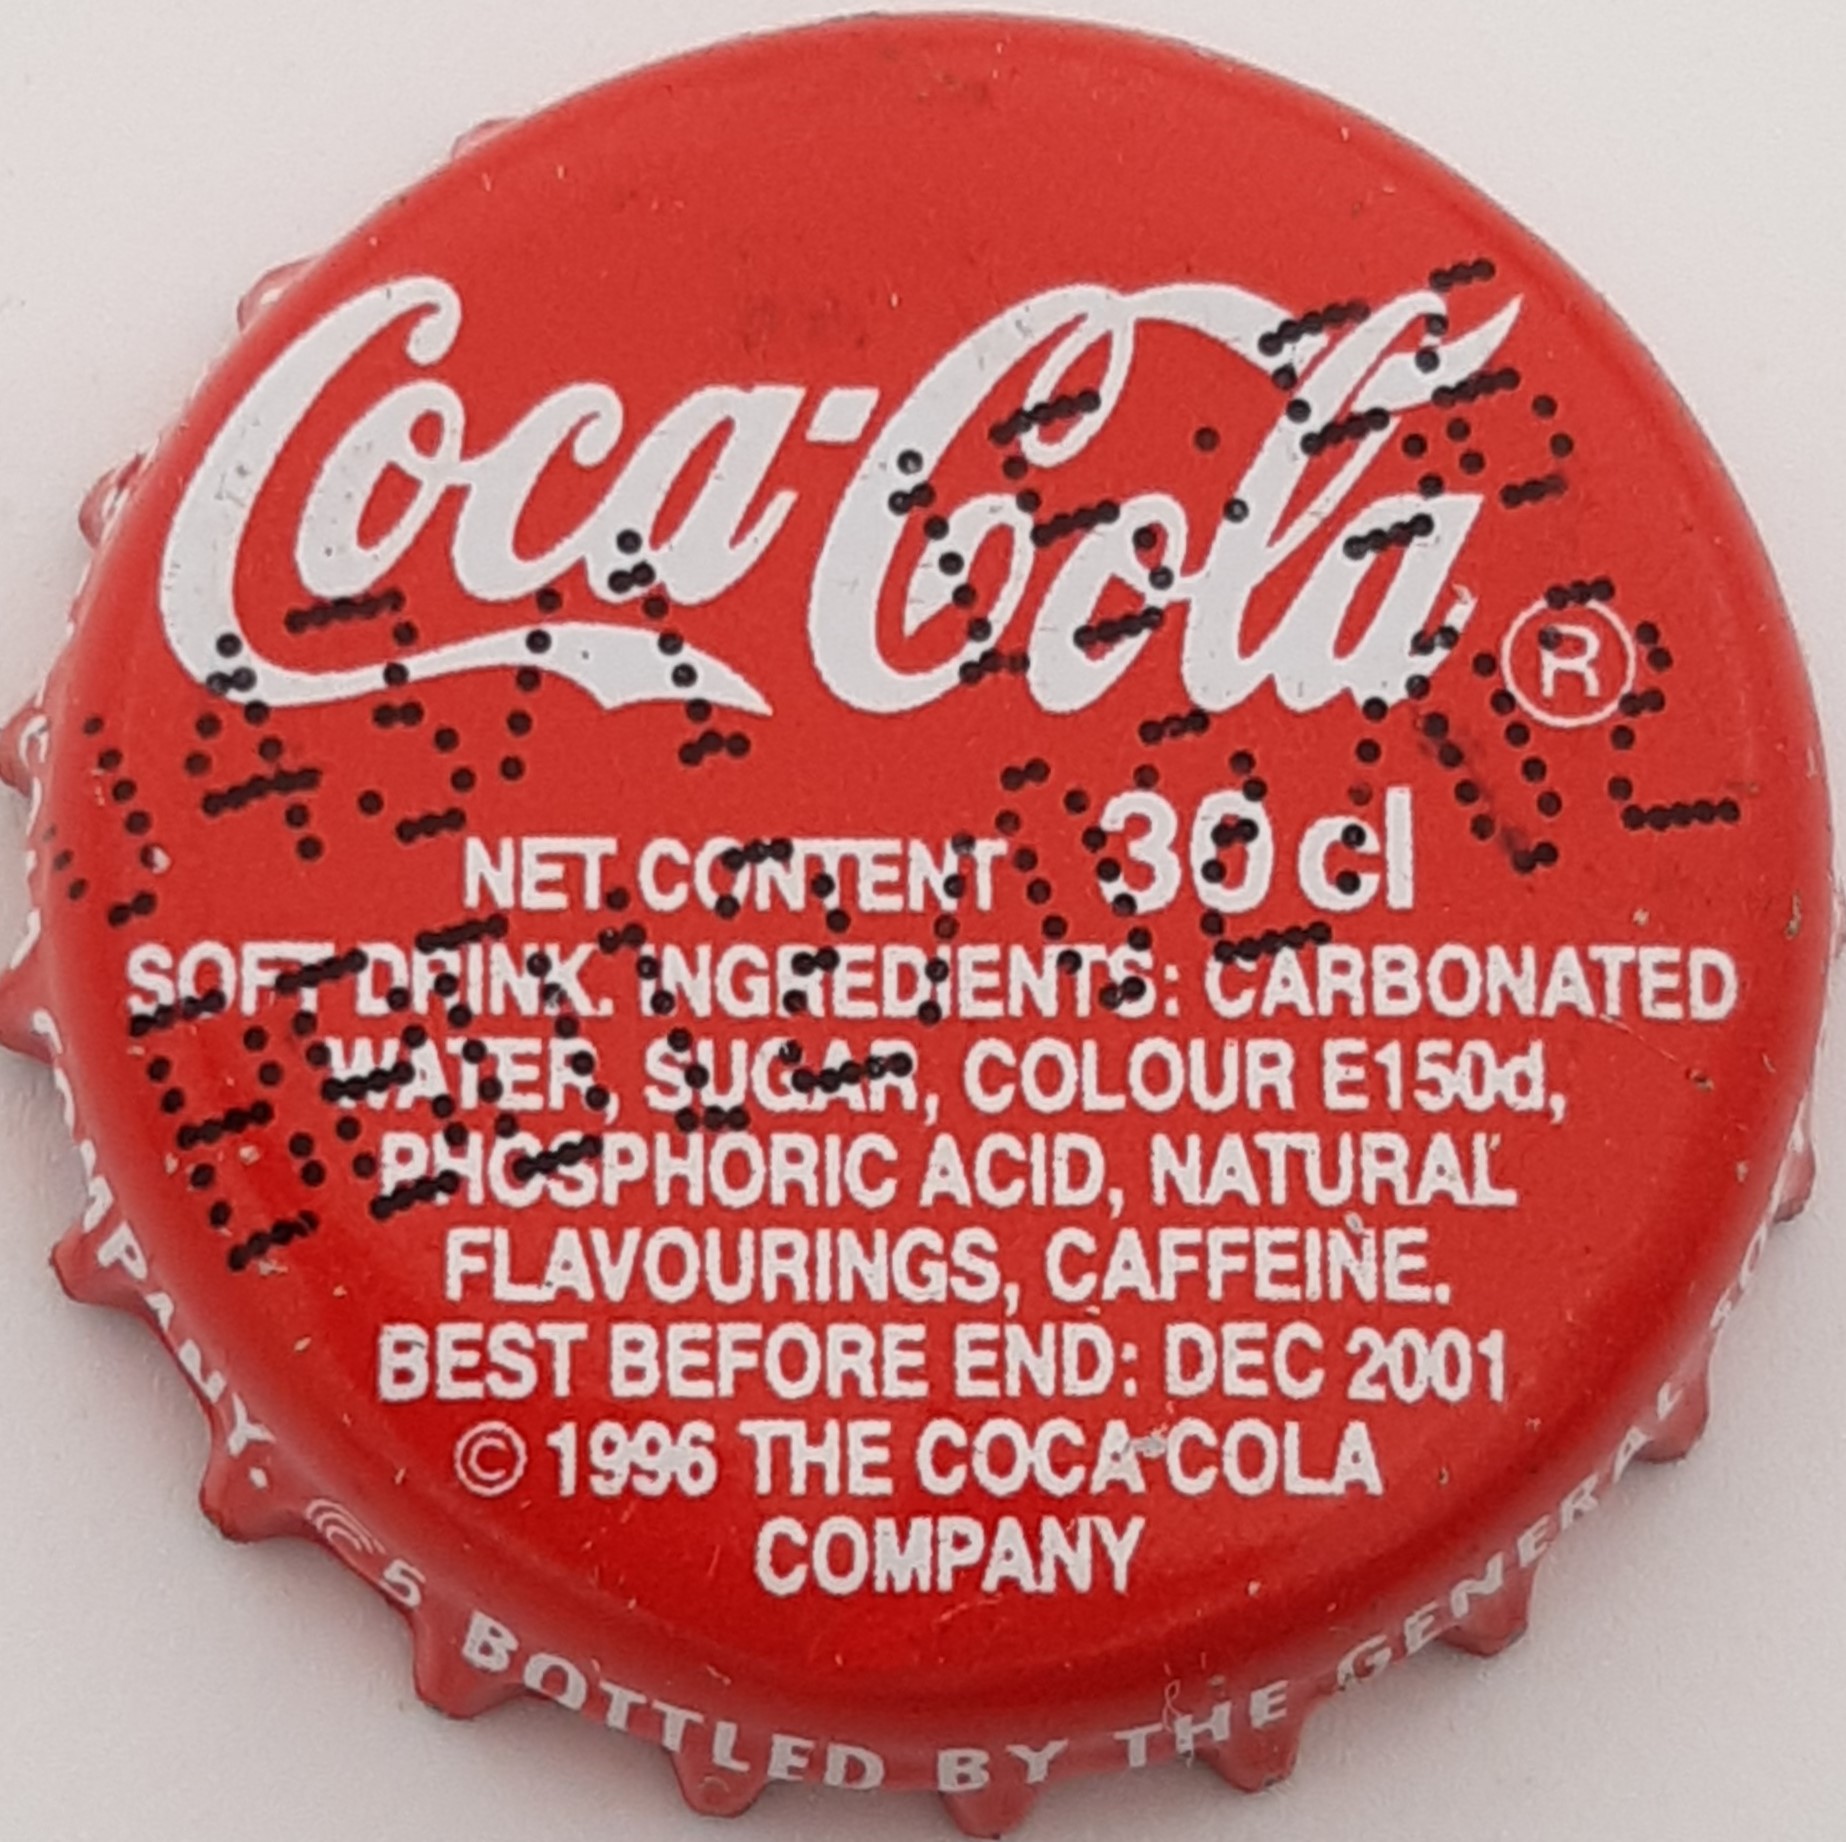 Coca-Cola ®
NET CONTENT 30 cl
SOFT DRINK. INGREDIENTS: CARBONATED
WATER, SUGAR, COLOUR E150d,
PHOSPHORIC ACID, NATURAL
FLAVOURINGS, CAFFEINE.
BEST BEFORE END: DEC 2001
© 1996 THE COCA-COLA
COMPANY
COMPANY. 5 BOTTLED BY THE GENERAL